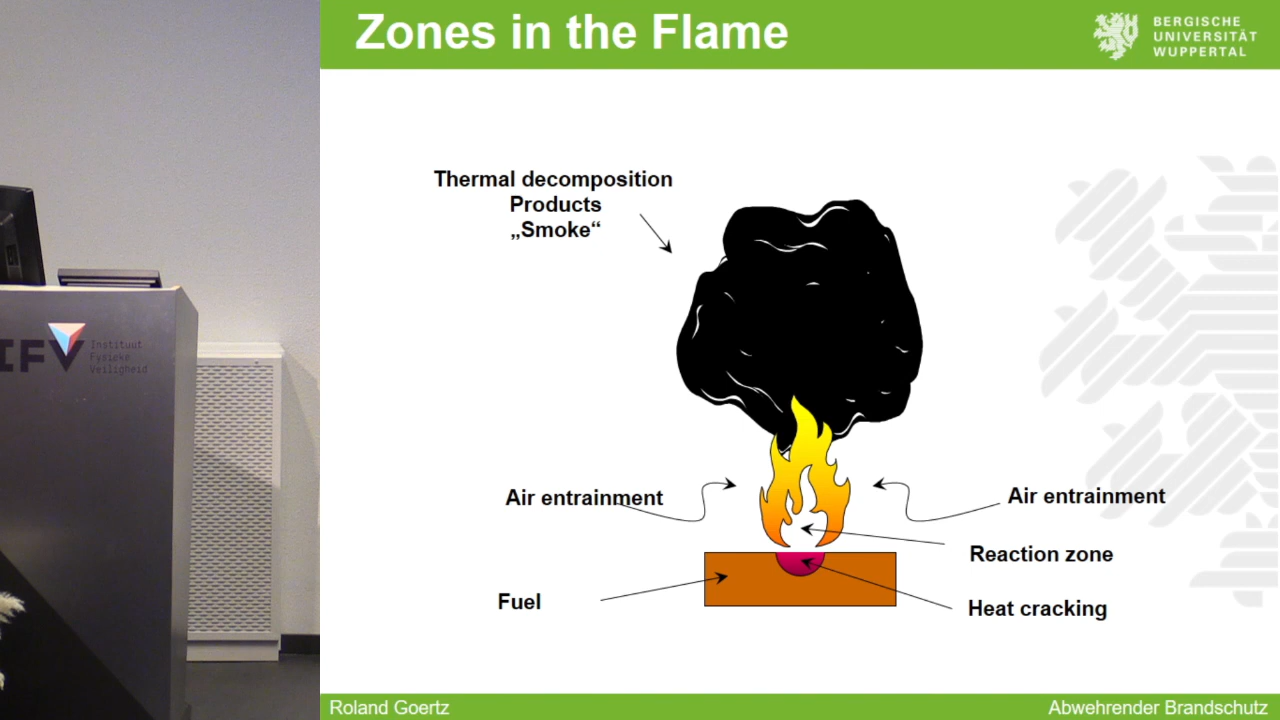 Zones in the Flame
BERGISCHE
UNIVERSITÄT
WUPPERTAL
Thermal decomposition
Products
„Smoke“
Air entrainment
Air entrainment
Reaction zone
Fuel
Heat cracking
IFV
Instituut
Fysieke
Veiligheid
Roland Goertz
Abwehrender Brandschutz